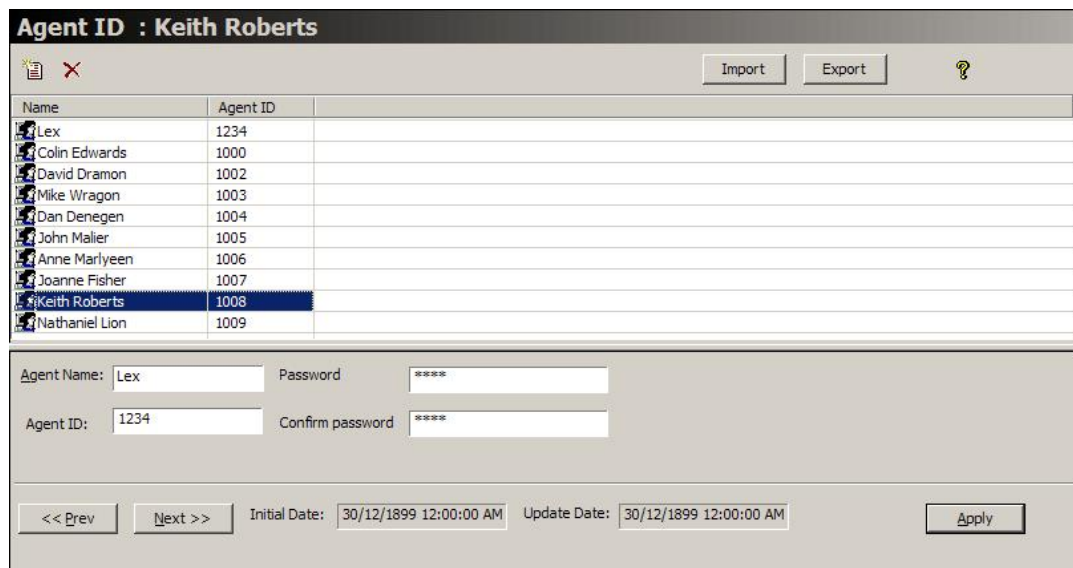 Agent ID : Keith Roberts
Import Export ?
Name Agent ID
Lex 1234
Colin Edwards 1000
David Dramon 1002
Mike Wragon 1003
Dan Denegen 1004
John Malier 1005
Anne Marlyeen 1006
Joanne Fisher 1007
Keith Roberts 1008
Nathaniel Lion 1009
Agent Name: Lex Password ****
Agent ID: 1234 Confirm password ****
<< Prev Next >> Initial Date: 30/12/1899 12:00:00 AM Update Date: 30/12/1899 12:00:00 AM Apply